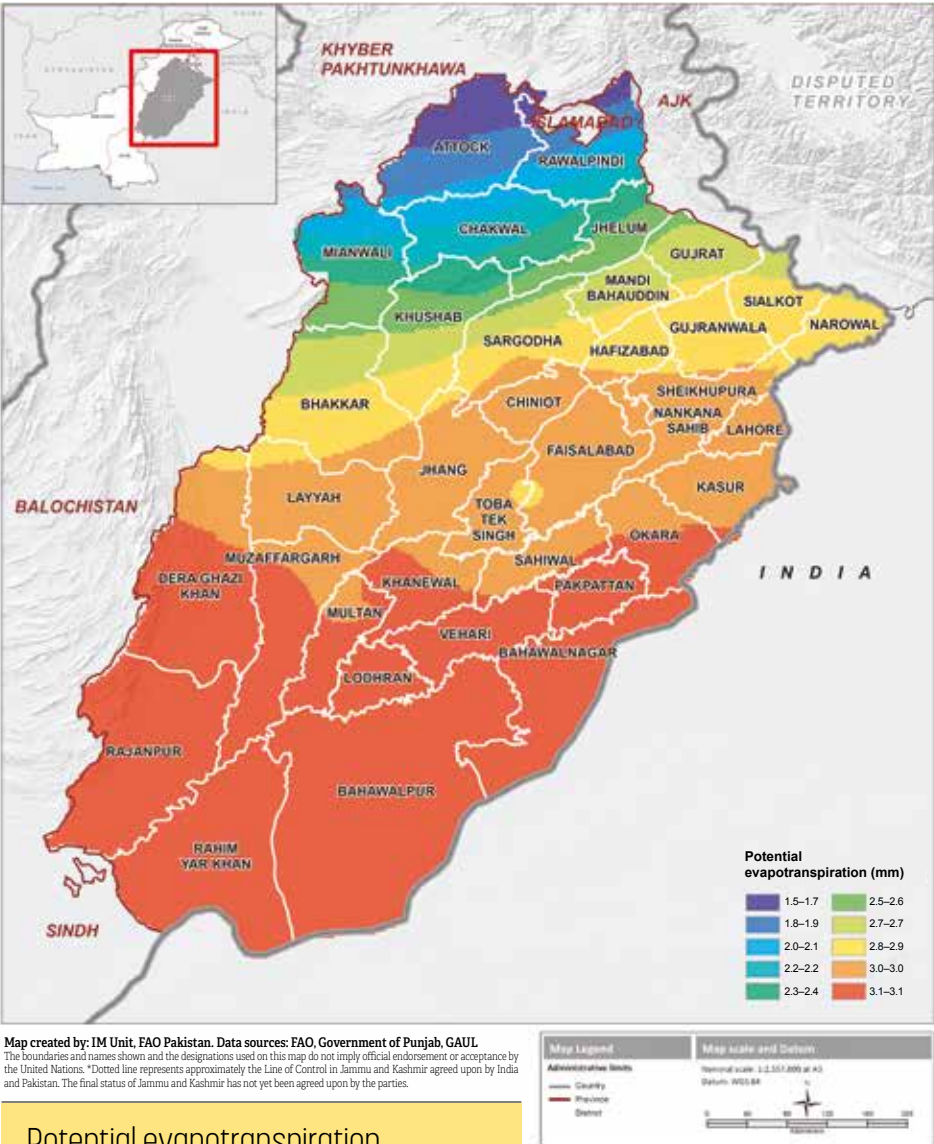 KHYBER
PAKHTUNKHAWA
AJK
DISPUTED
TERRITORY
ISLAMABAD
ATTOCK
RAWALPINDI
CHAKWAL
JHELUM
MIANWALI
GUJRAT
MANDI
BAHAUDDIN
KHUSHAB
SIALKOT
GUJRANWALA
NAROWAL
SARGODHA
HAFIZABAD
BHAKKAR
CHINIOT
SHEIKHUPURA
NANKANA
SAHIB
LAHORE
FAISALABAD
JHANG
LAYYAH
KASUR
BALOCHISTAN
TOBA
TEK
SINGH
OKARA
MUZAFFARGARH
SAHIWAL
DERA GHAZI
KHAN
KHANEWAL
PAKPATTAN
INDIA
MULTAN
VEHARI
BAHAWALNAGAR
LODHRAN
RAJANPUR
BAHAWALPUR
RAHIM
YAR KHAN
SINDH
Potential
evapotranspiration (mm)
1.5–1.7
1.8–1.9
2.0–2.1
2.2–2.2
2.3–2.4
2.5–2.6
2.7–2.7
2.8–2.9
3.0–3.0
3.1–3.1
Map created by: IM Unit, FAO Pakistan. Data sources: FAO, Government of Punjab, GAUL
The boundaries and names shown and the designations used on this map do not imply official endorsement or acceptance by
the United Nations. *Dotted line represents approximately the Line of Control in Jammu and Kashmir agreed upon by India
and Pakistan. The final status of Jammu and Kashmir has not yet been agreed upon by the parties.
Map Legend
Administrative limits
Country
Province
District
Map scale and Datum
Datum: WGS 84
Potential evapotranspiration